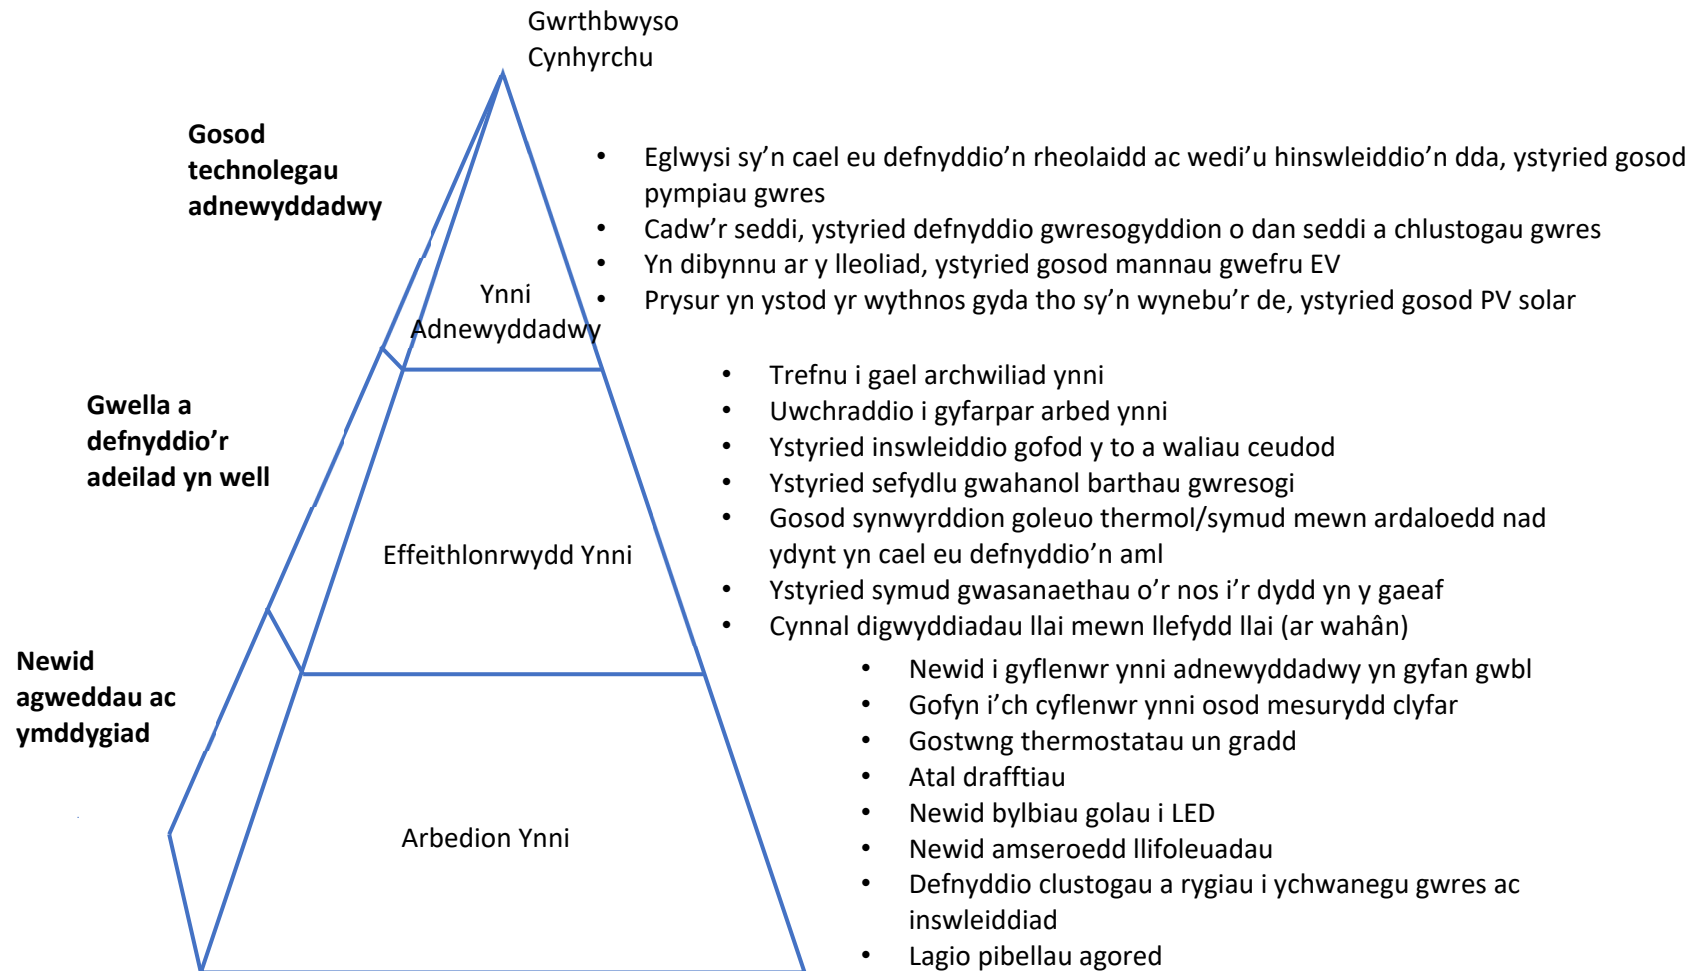 Gwrthbwyso
Cynhyrchu
Gosod
technolegau
adnewyddadwy
• Eglwysi sy’n cael eu defnyddio’n rheolaidd ac wedi’u hinswleiddio’n dda, ystyried gosod
pympiau gwres
• Cadw’r seddi, ystyried defnyddio gwresogyddion o dan seddi a chlustogau gwres
• Yn dibynnu ar y lleoliad, ystyried gosod mannau gwefru EV
• Prysur yn ystod yr wythnos gyda tho sy’n wynebu’r de, ystyried gosod PV solar
Ynni
Adnewyddadwy
Gwella a
defnyddio’r
adeilad yn well
• Trefnu i gael archwiliad ynni
• Uwchraddio i gyfarpar arbed ynni
• Ystyried inswleiddio gofod y to a waliau ceudod
• Ystyried sefydlu gwahanol barthau gwresogi
• Gosod synwyrddion goleuo thermol/symud mewn ardaloedd nad
ydynt yn cael eu defnyddio’n aml
• Ystyried symud gwasanaethau o’r nos i’r dydd yn y gaeaf
• Cynnal digwyddiadau llai mewn llefydd llai (ar wahân)
Effeithlonrwydd Ynni
Newid
agweddau ac
ymddygiad
• Newid i gyflenwr ynni adnewyddadwy yn gyfan gwbl
• Gofyn i’ch cyflenwr ynni osod mesurydd clyfar
• Gostwng thermostatau un gradd
• Atal drafftiau
• Newid bylbiau golau i LED
• Newid amseroedd llifoleuadau
• Defnyddio clustogau a rygiau i ychwanegu gwres ac
inswleiddiad
• Lagio pibellau agored
Arbedion Ynni